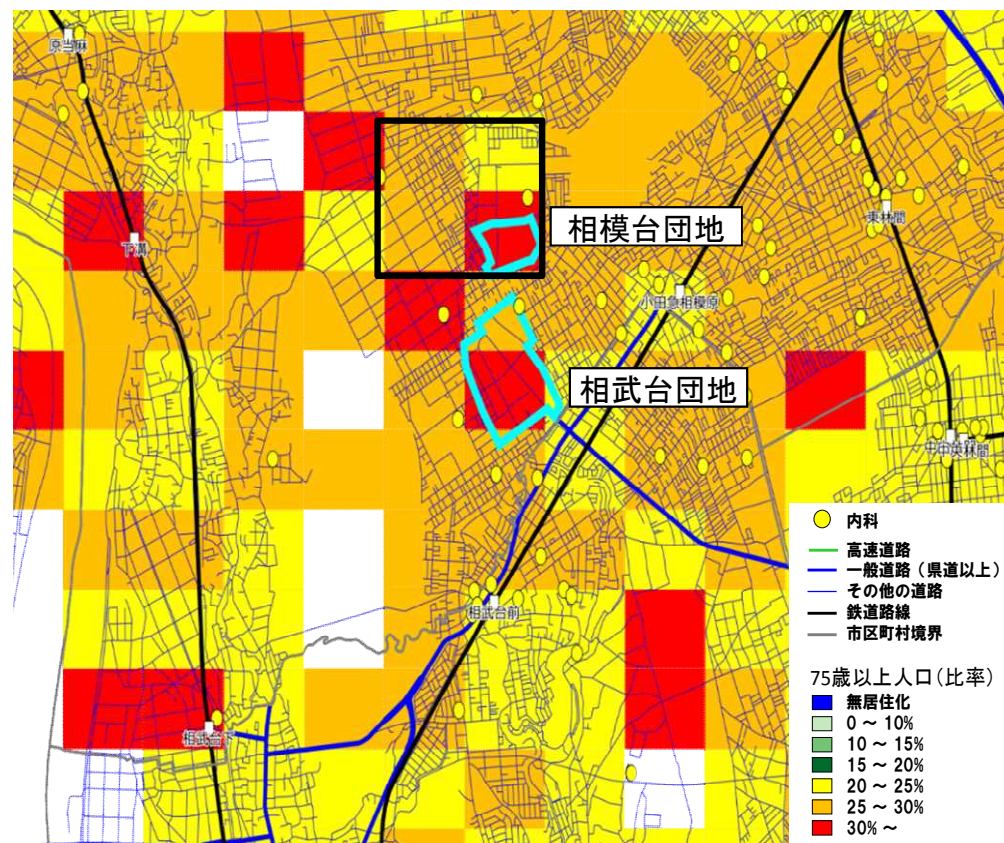 原当麻
下溝
相模台団地
東林間
小田急相模原
相武台団地
中央林間
相武台前
相武台下
内科
高速道路
一般道路（県道以上）
その他の道路
鉄道路線
市区町村境界
75歳以上人口（比率）
無居住化
0 ～ 10%
10 ～ 15%
15 ～ 20%
20 ～ 25%
25 ～ 30%
30% ～